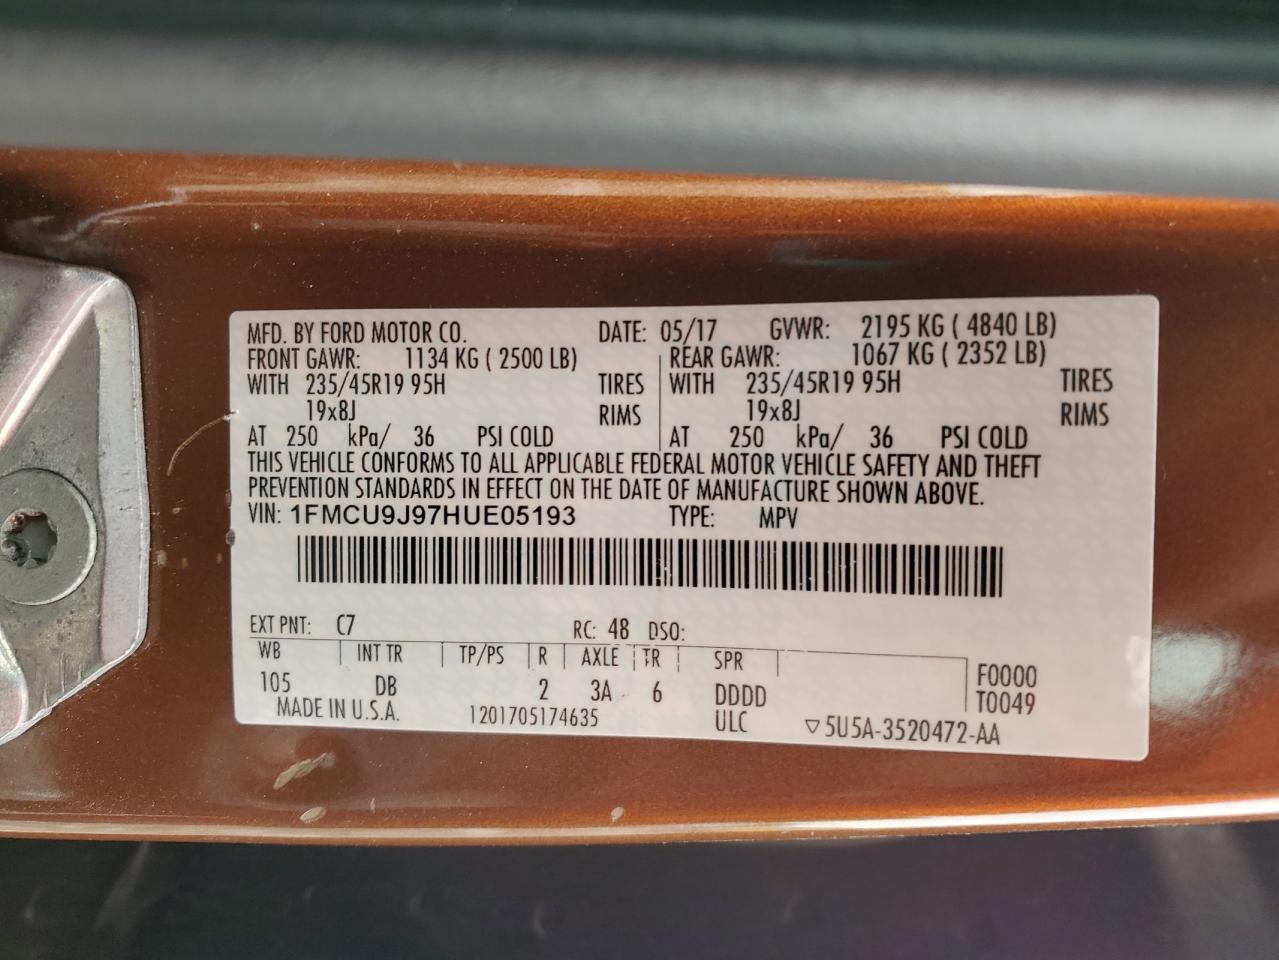 MFD. BY FORD MOTOR CO. DATE: 05/17 GVWR: 2195 KG ( 4840 LB)
FRONT GAWR: 1134 KG ( 2500 LB) REAR GAWR: 1067 KG ( 2352 LB)
WITH 235/45R19 95H TIRES WITH 235/45R19 95H TIRES
19x8J RIMS 19x8J RIMS
AT 250 kPa/ 36 PSI COLD AT 250 kPa/ 36 PSI COLD
THIS VEHICLE CONFORMS TO ALL APPLICABLE FEDERAL MOTOR VEHICLE SAFETY AND THEFT
PREVENTION STANDARDS IN EFFECT ON THE DATE OF MANUFACTURE SHOWN ABOVE.
VIN: 1FMCU9J97HUE05193 TYPE: MPV
EXT PNT: C7 RC: 48 DSO:
WB INT TR TP/PS R AXLE TR SPR F0000
105 DB 2 3A 6 DDDD T0049
MADE IN U.S.A. 1201705174635 ULC ▽5U5A-3520472-AA